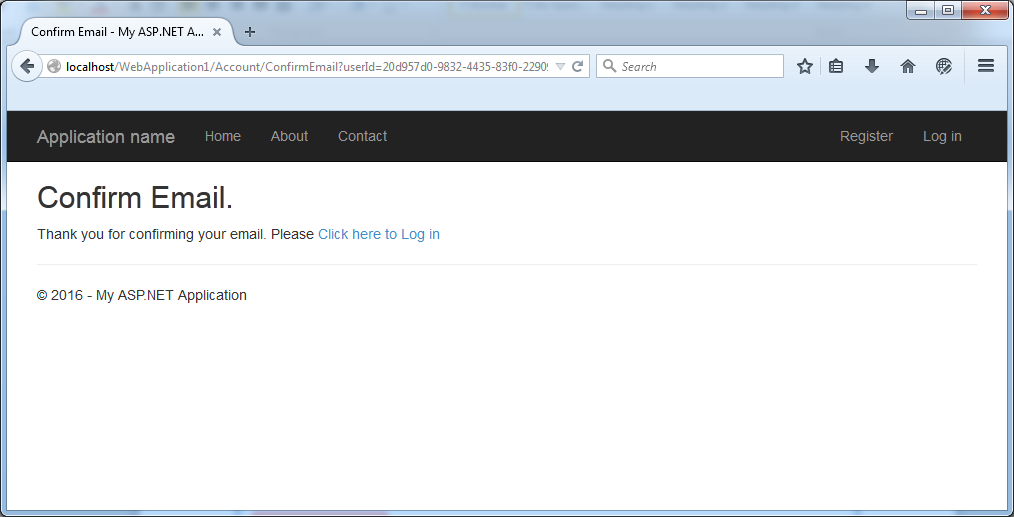 Confirm Email - My ASP.NET A...
localhost/WebApplication1/Account/ConfirmEmail?userId=20d957d0-9832-4435-83f0-2290
Search
Application name Home About Contact Register Log in
Confirm Email.
Thank you for confirming your email. Please Click here to Log in
© 2016 - My ASP.NET Application